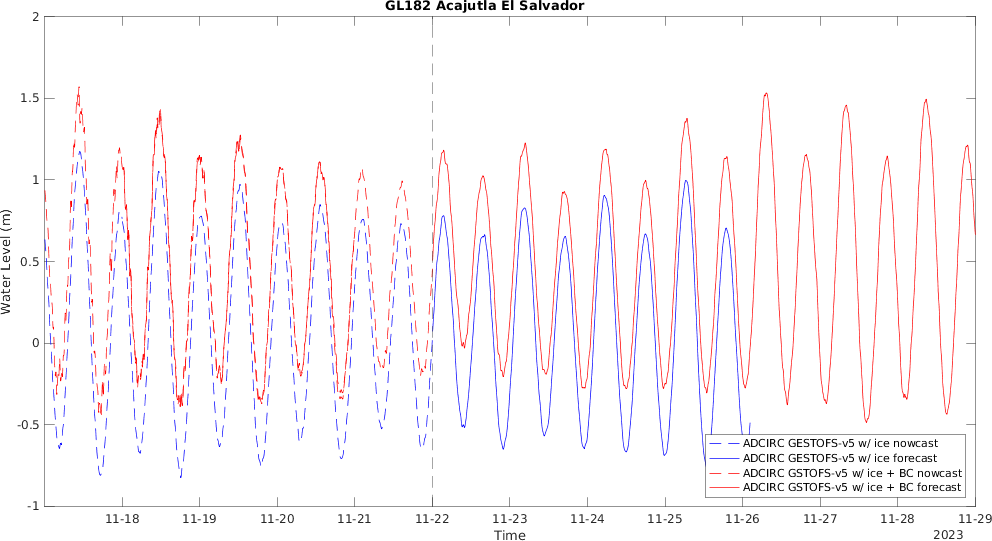 GL182 Acajutla El Salvador
2
1.5
1
0.5
0
-0.5
-1
Water Level (m)
ADCIRC GESTOFS-v5 w/ ice nowcast
ADCIRC GESTOFS-v5 w/ ice forecast
ADCIRC GSTOFS-v5 w/ ice + BC nowcast
ADCIRC GSTOFS-v5 w/ ice + BC forecast
11-18 11-19 11-20 11-21 11-22 11-23 11-24 11-25 11-26 11-27 11-28 11-29
Time
2023